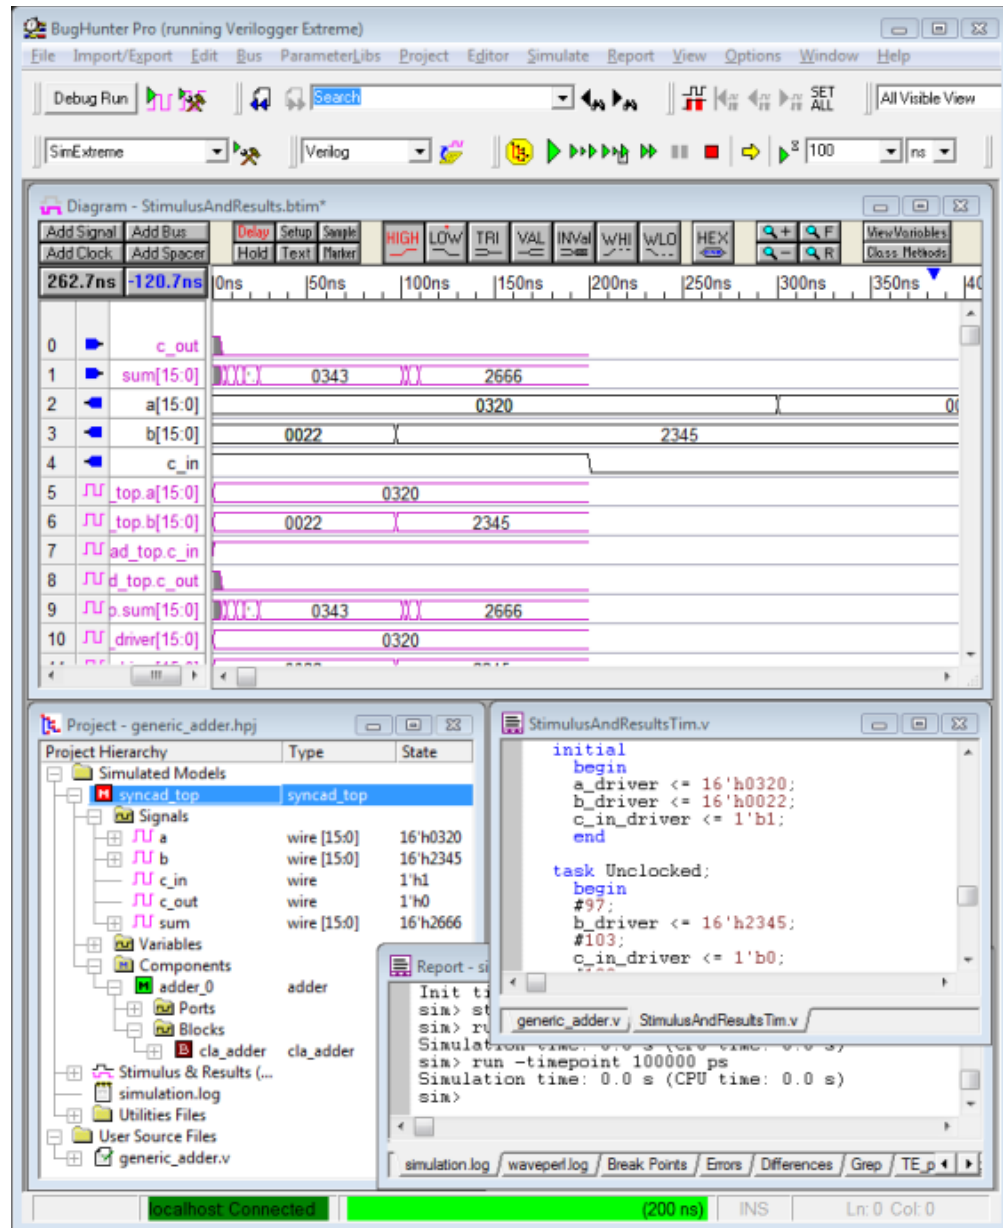 BugHunter Pro (running Verilogger Extreme)
File Import/Export Edit Bus ParameterLibs Project Editor Simulate Report View Options Window Help
Debug Run Search SET ALL All Visible View
SimExtreme Verilog 100 ns
Diagram - StimulusAndResults.btim*
Add Signal Add Bus Delay Setup Sample HIGH LOW TRI VAL INVal WHI WLO HEX + F View Variables
Add Clock Add Spacer Hold Text Marker - R Class Methods
262.7ns -120.7ns 0ns 50ns 100ns 150ns 200ns 250ns 300ns 350ns 40
0 c_out
1 sum[15:0] 0343 2666
2 a[15:0] 0320 00
3 b[15:0] 0022 2345
4 c_in
5 _top.a[15:0] 0320
6 _top.b[15:0] 0022 2345
7 ad_top.c_in
8 d_top.c_out
9 p.sum[15:0] 0343 2666
10 _driver[15:0] 0320
Project - generic_adder.hpj
Project Hierarchy Type State
Simulated Models
M syncad_top syncad_top
Signals
a wire [15:0] 16'h0320
b wire [15:0] 16'h2345
c_in wire 1'h1
c_out wire 1'h0
sum wire [15:0] 16'h2666
Variables
M Components
M adder_0 adder
Ports
Blocks
B cla_adder cla_adder
Stimulus & Results (...
simulation.log
Utilities Files
User Source Files
generic_adder.v
StimulusAndResultsTim.v
initial
begin
a_driver <= 16'h0320;
b_driver <= 16'h0022;
c_in_driver <= 1'b1;
end
task Unclocked;
begin
#97;
b_driver <= 16'h2345;
#103;
c_in_driver <= 1'b0;
generic_adder.v StimulusAndResultsTim.v
Report - si
Init ti
sim> st
sim> ru
Simulation time: 0.0 s (CPU time: 0.0 s)
sim> run -timepoint 100000 ps
Simulation time: 0.0 s (CPU time: 0.0 s)
sim>
simulation.log waveperl.log Break Points Errors Differences Grep TE_p
localhost Connected (200 ns) INS Ln: 0 Col: 0